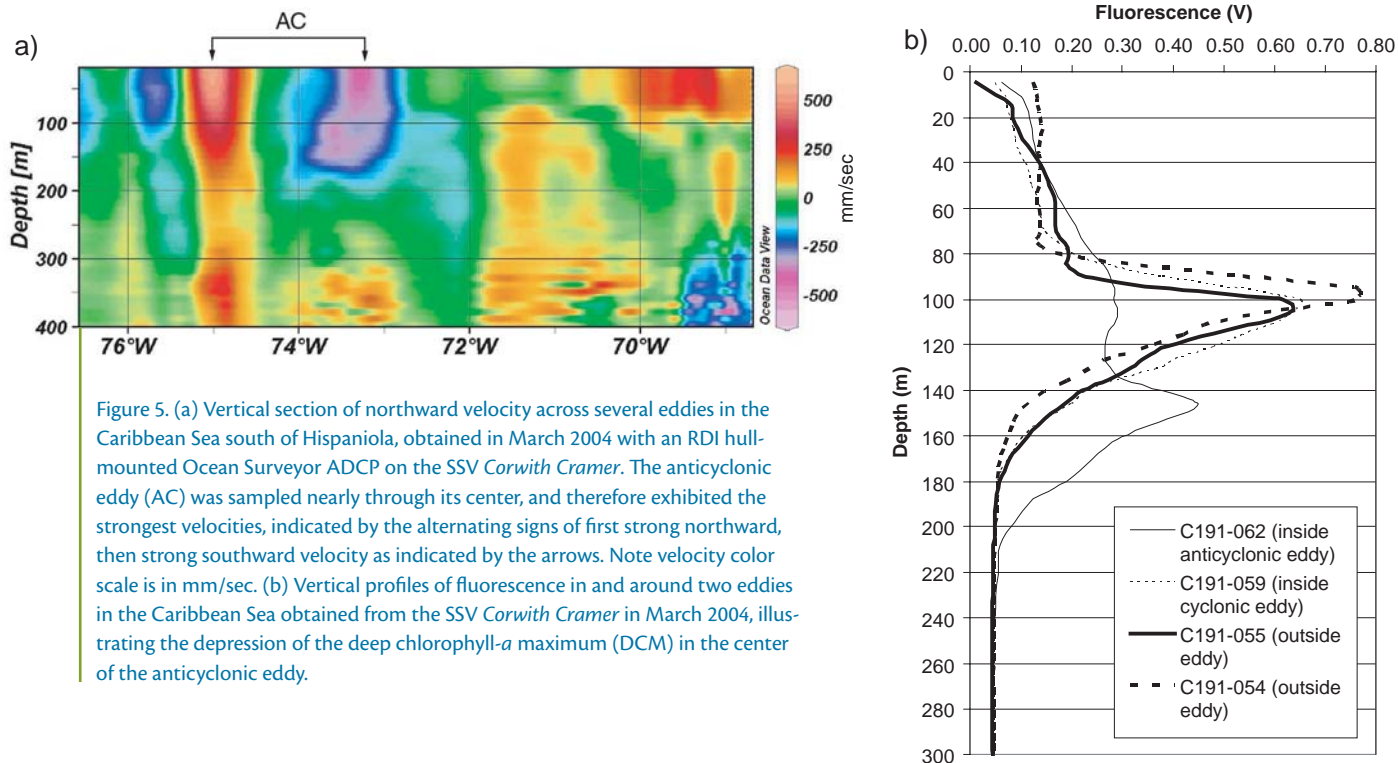 AC
a)
100
200
300
400
Depth [m]
76°W
74°W
72°W
70°W
500
250
0
-250
-500
mm/sec
Ocean Data View
Figure 5. (a) Vertical section of northward velocity across several eddies in the
Caribbean Sea south of Hispaniola, obtained in March 2004 with an RDI hull-
mounted Ocean Surveyor ADCP on the SSV Corwith Cramer. The anticyclonic
eddy (AC) was sampled nearly through its center, and therefore exhibited the
strongest velocities, indicated by the alternating signs of first strong northward,
then strong southward velocity as indicated by the arrows. Note velocity color
scale is in mm/sec. (b) Vertical profiles of fluorescence in and around two eddies
in the Caribbean Sea obtained from the SSV Corwith Cramer in March 2004, illus-
trating the depression of the deep chlorophyll-a maximum (DCM) in the center
of the anticyclonic eddy.
b)
Fluorescence (V)
0.00 0.10 0.20 0.30 0.40 0.50 0.60 0.70 0.80
0
20
40
60
80
100
120
140
160
180
200
220
240
260
280
300
Depth (m)
C191-062 (inside
anticyclonic eddy)
C191-059 (inside
cyclonic eddy)
C191-055 (outside
eddy)
C191-054 (outside
eddy)